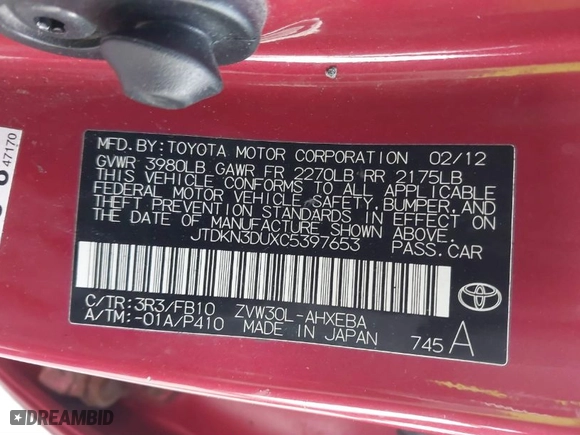 MFD.BY:TOYOTA MOTOR CORPORATION 02/12
GVWR 3980LB GAWR FR 2270LB RR 2175LB
THIS VEHICLE CONFORMS TO ALL APPLICABLE
FEDERAL MOTOR VEHICLE SAFETY, BUMPER, AND
THEFT PREVENTION STANDARDS IN EFFECT ON
THE DATE OF MANUFACTURE SHOWN ABOVE.
JTDKN3DUXC5397653 PASS.CAR
C/TR:3R3/FB10 ZVW30L-AHXEBA
A/TM:-01A/P410 MADE IN JAPAN 745 A
47170
DREAMBID